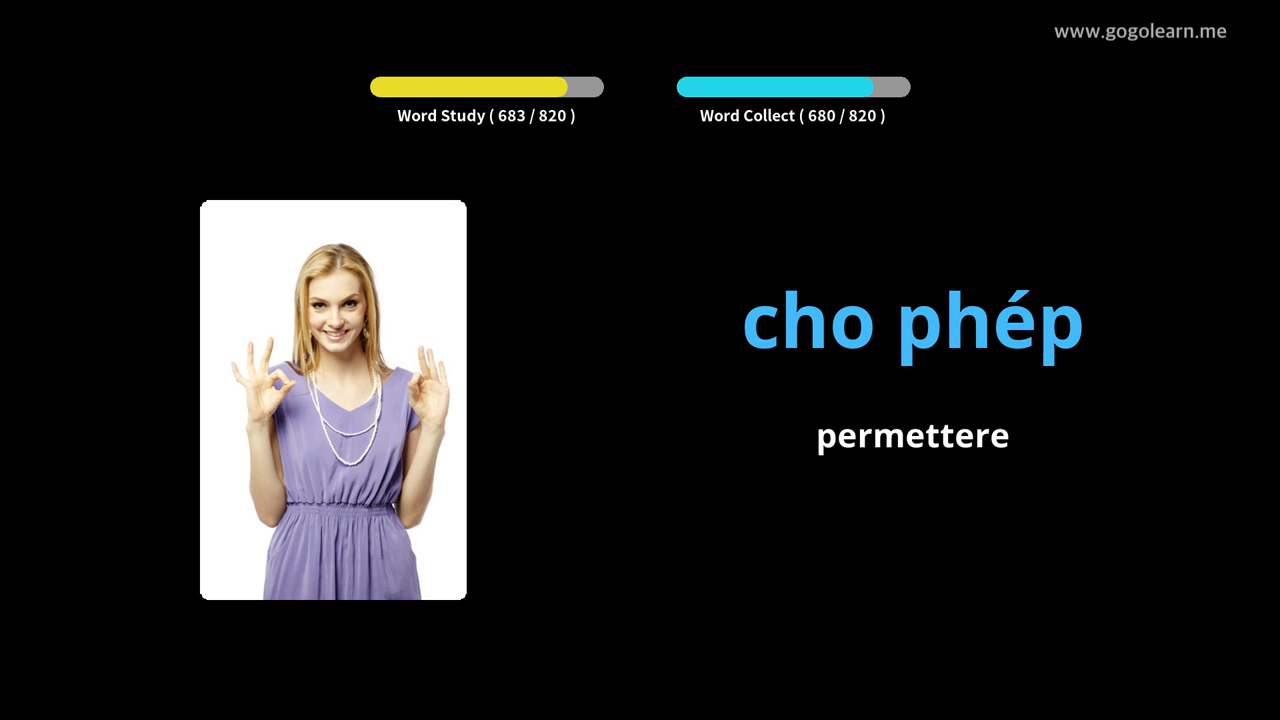 www.gogolearn.me
Word Study ( 683 / 820 )
Word Collect ( 680 / 820 )
cho phép
permettere